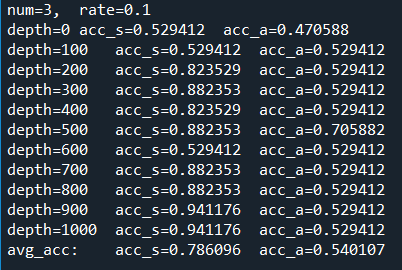 num=3,  rate=0.1
depth=0 acc_s=0.529412  acc_a=0.470588
depth=100   acc_s=0.529412  acc_a=0.529412
depth=200   acc_s=0.823529  acc_a=0.529412
depth=300   acc_s=0.882353  acc_a=0.529412
depth=400   acc_s=0.823529  acc_a=0.529412
depth=500   acc_s=0.882353  acc_a=0.705882
depth=600   acc_s=0.529412  acc_a=0.529412
depth=700   acc_s=0.882353  acc_a=0.529412
depth=800   acc_s=0.882353  acc_a=0.529412
depth=900   acc_s=0.941176  acc_a=0.529412
depth=1000  acc_s=0.941176  acc_a=0.529412
avg_acc:    acc_s=0.786096  acc_a=0.540107